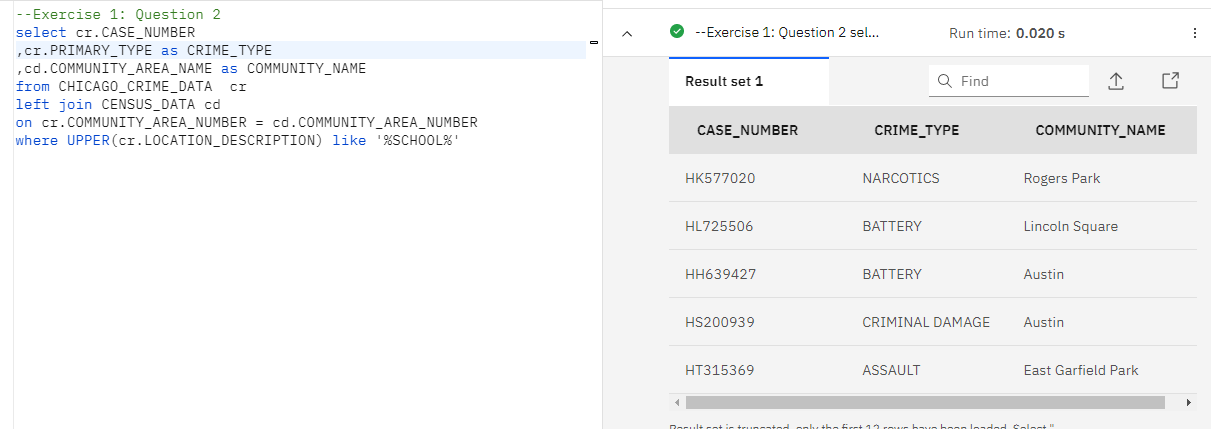 --Exercise 1: Question 2
select cr.CASE_NUMBER
,cr.PRIMARY_TYPE as CRIME_TYPE
,cd.COMMUNITY_AREA_NAME as COMMUNITY_NAME
from CHICAGO_CRIME_DATA  cr
left join CENSUS_DATA cd
on cr.COMMUNITY_AREA_NUMBER = cd.COMMUNITY_AREA_NUMBER
where UPPER(cr.LOCATION_DESCRIPTION) like '%SCHOOL%'
--Exercise 1: Question 2 sel... Run time: 0.020 s
Result set 1 Find
CASE_NUMBER CRIME_TYPE COMMUNITY_NAME
HK577020 NARCOTICS Rogers Park
HL725506 BATTERY Lincoln Square
HH639427 BATTERY Austin
HS200939 CRIMINAL DAMAGE Austin
HT315369 ASSAULT East Garfield Park
Result set is truncated, only the first 12 rows have been loaded. Select "